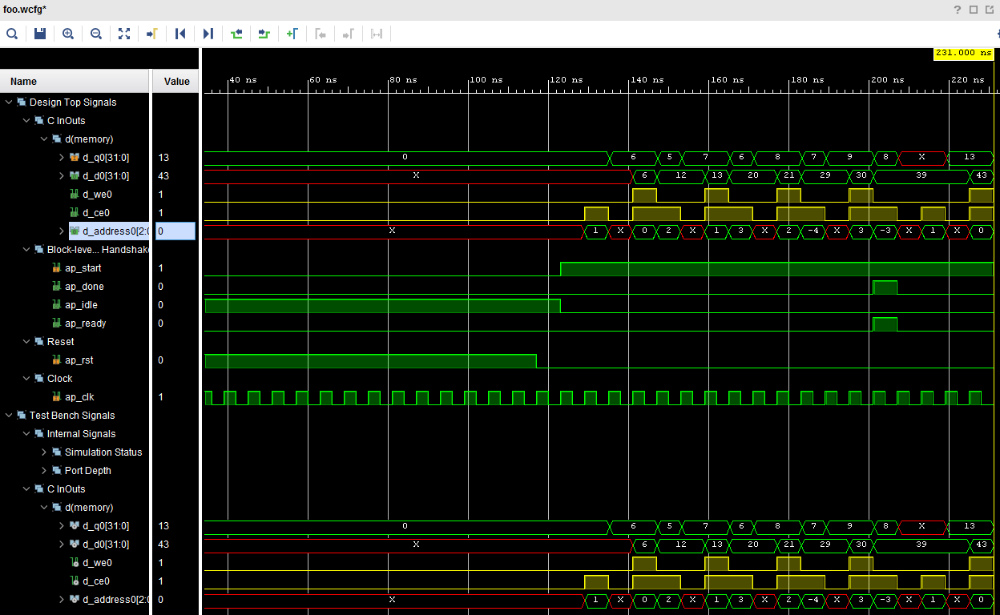 foo.wcfg*
231.000 ns
Name Value
40 ns 60 ns 80 ns 100 ns 120 ns 140 ns 160 ns 180 ns 200 ns 220 ns
Design Top Signals
C InOuts
d(memory)
d_q0[31:0] 13 0 6 5 7 6 8 7 9 8 X 13
d_d0[31:0] 43 X 6 12 13 20 21 29 30 39 43
d_we0 1
d_ce0 1
d_address0[2:0 0 X 1 X 0 2 X 1 3 X 2 -4 X 3 -3 X 1 X 0
Block-leve... Handshake
ap_start 1
ap_done 0
ap_idle 0
ap_ready 0
Reset
ap_rst 0
Clock
ap_clk 1
Test Bench Signals
Internal Signals
Simulation Status
Port Depth
C InOuts
d(memory)
d_q0[31:0] 13 0 6 5 7 6 8 7 9 8 X 13
d_d0[31:0] 43 X 6 12 13 20 21 29 30 39 43
d_we0 1
d_ce0 1
d_address0[2:0 0 X 1 X 0 2 X 1 3 X 2 -4 X 3 -3 X 1 X 0